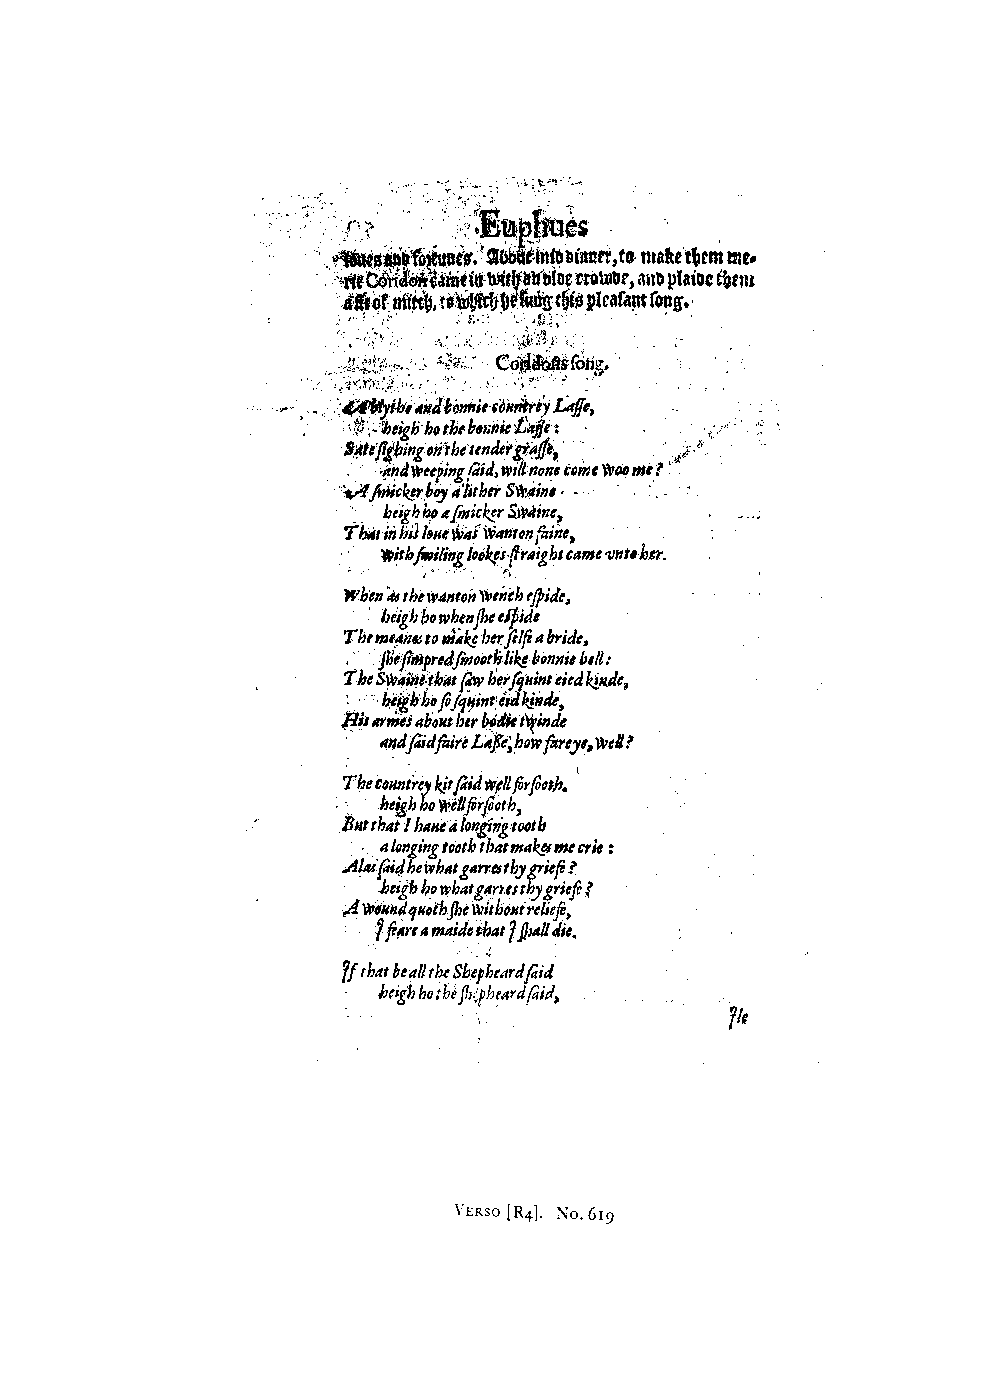 Euphues
loues and fortunes. About mid dinner, to make them me-
rie Coridon came in with an olde crowde, and plaide them
a fit of mirth, to which he sung this pleasant song.
Coridons song.
A Blythe and bonnie countrey Lasse,
heigh ho the bonnie Lasse:
Sate sighing on the tender grasse,
and weeping said, will none come woo me?
A smicker boy a lither Swaine
heigh ho a smicker Swaine,
That in his loue was wanton faine,
with smiling lookes straight came vnto her.
When as the wanton wench espide,
heigh ho when she espide
The meanes to make her selfe a bride,
she simpred smooth like bonnie bell:
The Swaine that saw her squint eied kinde,
heigh ho so squint eid kinde,
His armes about her bodie twinde
and said faire Lasse, how fare ye, well?
The countrey kit said well forsooth.
heigh ho well forsooth,
But that I haue a longing tooth
a longing tooth that makes me crie:
Alas said he what garres thy griefe?
heigh ho what garres thy griefe?
A wound quoth she without reliefe,
I feare a maide that I shall die.
If that be all the Shepheard said
heigh ho the shepheard said,
Ile
VERSO [R4]. No. 619